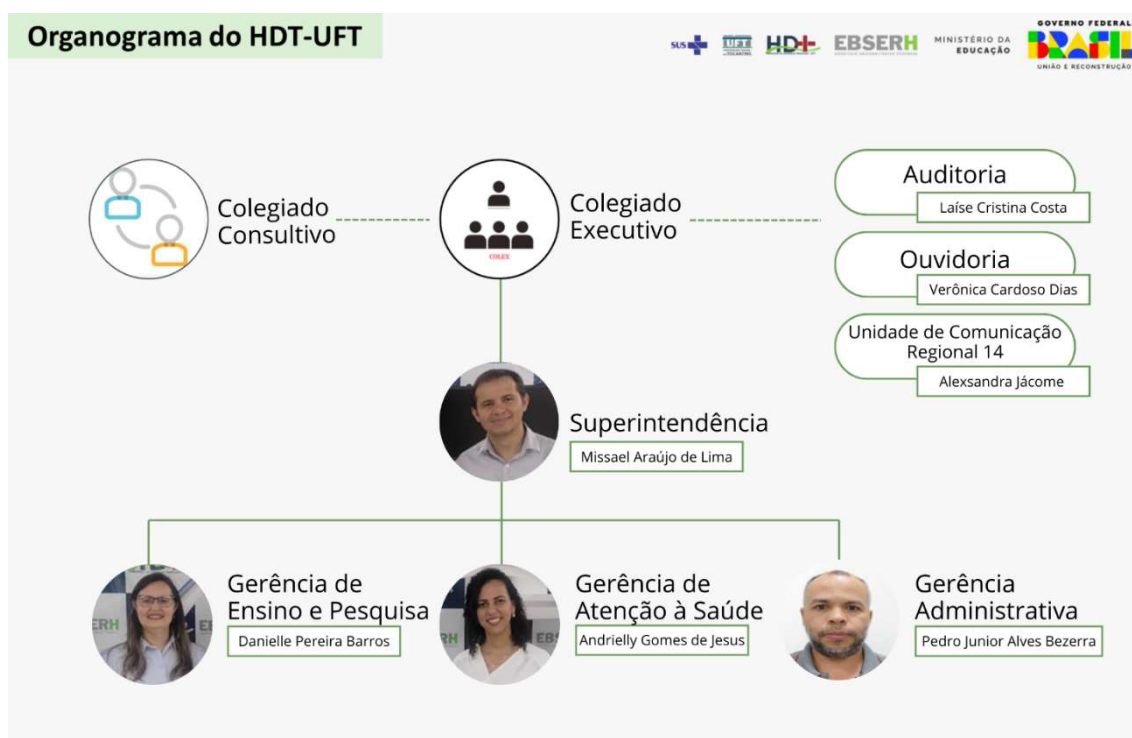 Organograma do HDT-UFT
SUS
UFT
HDT
EBSERH
MINISTÉRIO DA
EDUCAÇÃO
GOVERNO FEDERAL
BRASIL
UNIÃO E RECONSTRUÇÃO
Colegiado
Consultivo
COLEX
Colegiado
Executivo
Auditoria
Laíse Cristina Costa
Ouvidoria
Verônica Cardoso Dias
Unidade de Comunicação
Regional 14
Alexsandra Jácome
Superintendência
Missael Araújo de Lima
ERH
Gerência de
Ensino e Pesquisa
Danielle Pereira Barros
RH
EBS
Gerência de
Atenção à Saúde
Andrielly Gomes de Jesus
Gerência
Administrativa
Pedro Junior Alves Bezerra